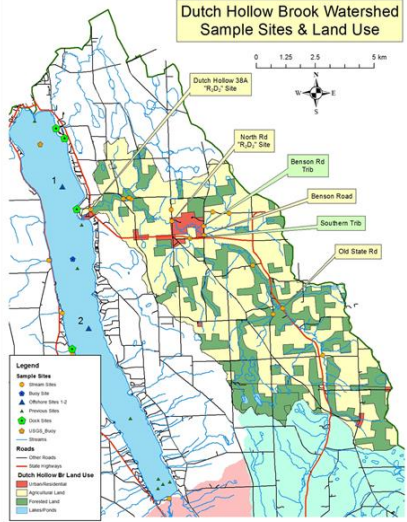 Dutch Hollow Brook Watershed
Sample Sites & Land Use
0 1.25 2.5 5 km
N
W E
S
Dutch Hollow 38A
"R₂D₂" Site
North Rd
"R₂D₂" Site
Benson Rd
Trib
Benson Road
Southern Trib
Old State Rd
1
2
Legend
Sample Sites
Stream Sites
Buoy Site
Offshore Sites 1-2
Previous Sites
Dock Sites
USGS_Buoy
Streams
Roads
Other Roads
State Highways
Dutch Hollow Br Land Use
Urban/Residential
Agricultural Land
Forested Land
Lakes/Ponds